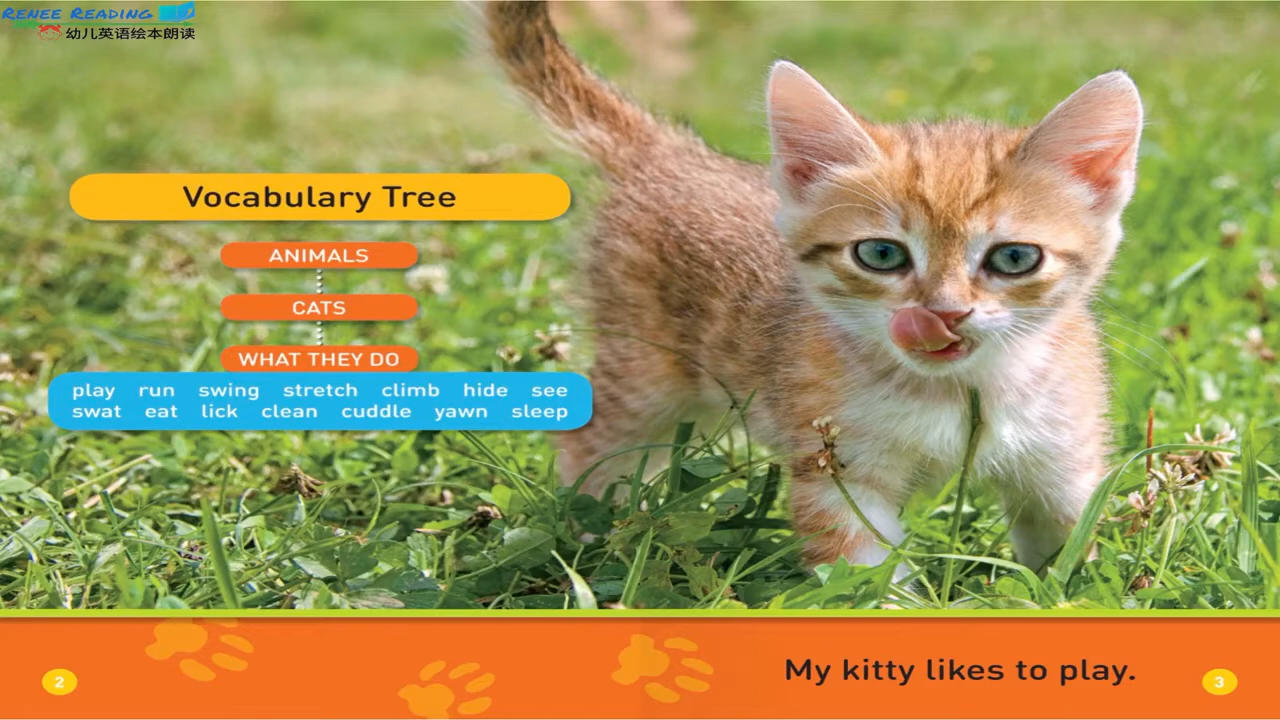 RENEE READING
幼儿英语绘本朗读
Vocabulary Tree
ANIMALS
CATS
WHAT THEY DO
play run swing stretch climb hide see
swat eat lick clean cuddle yawn sleep
My kitty likes to play.
2
3